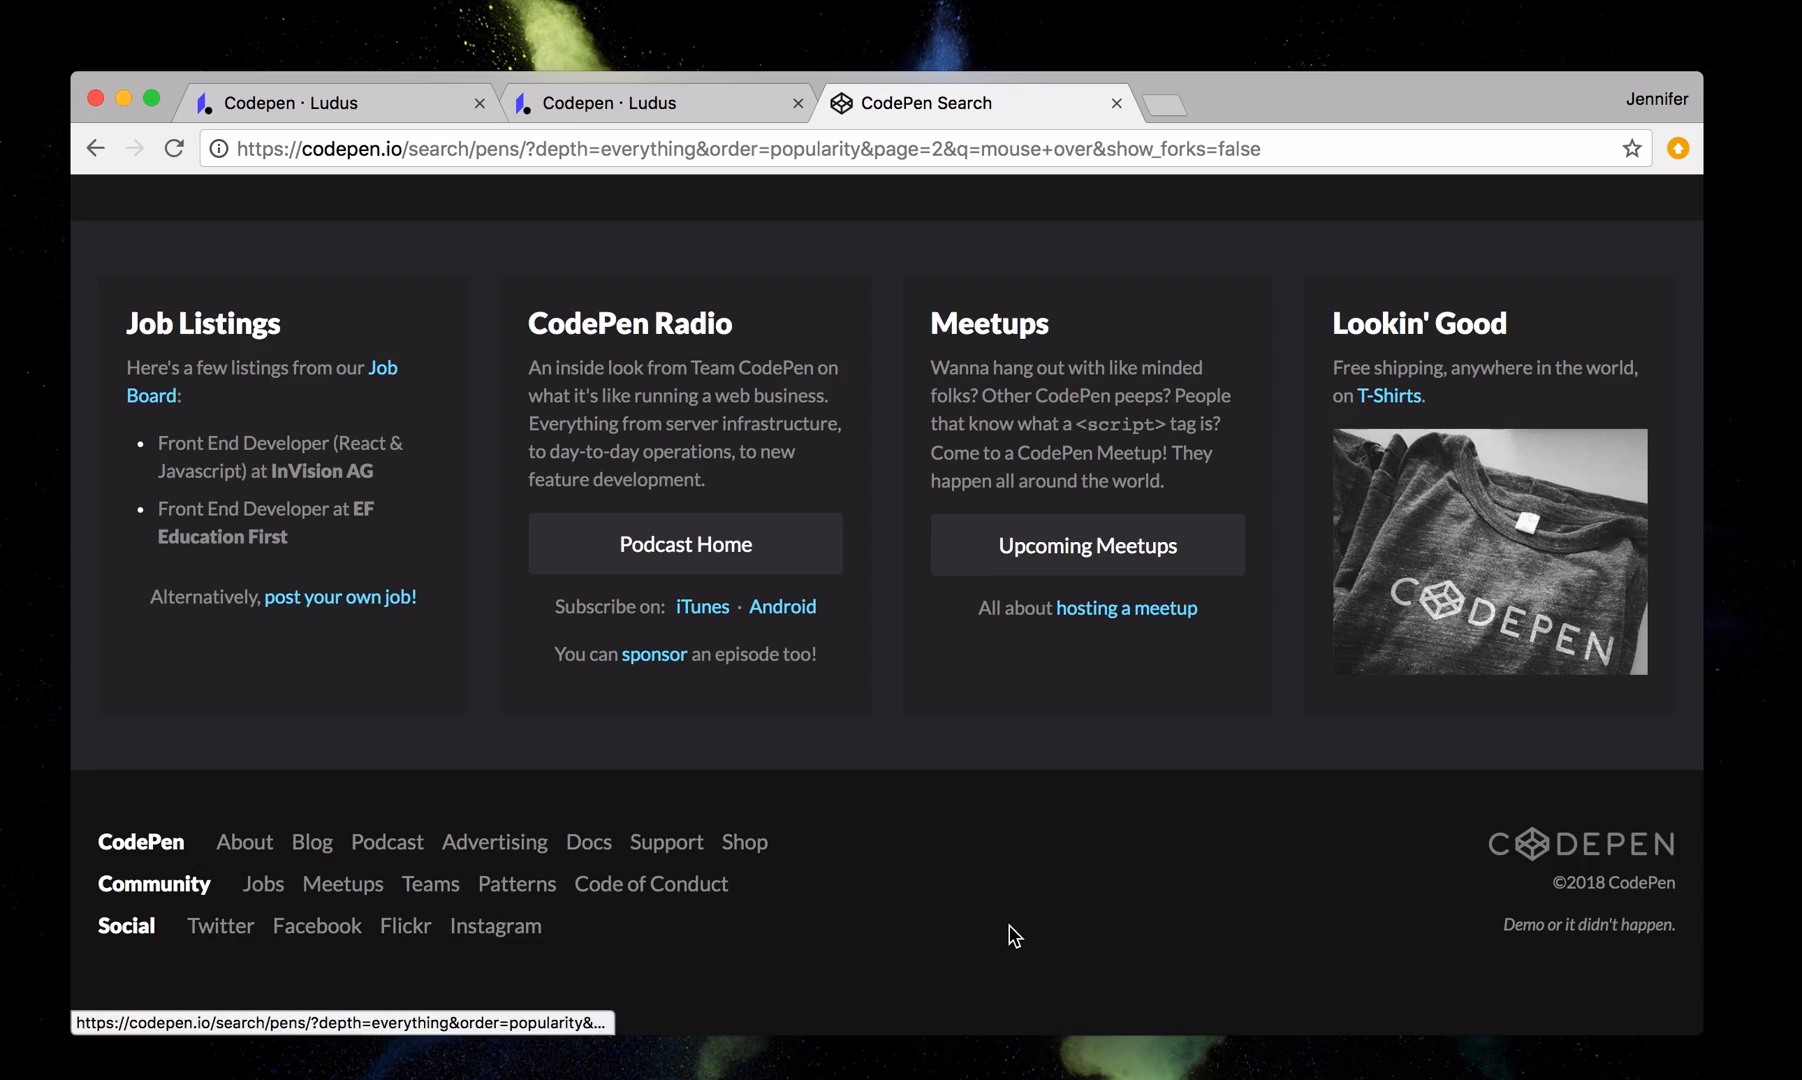 Codepen · Ludus
Codepen · Ludus
CodePen Search
Jennifer
https://codepen.io/search/pens/?depth=everything&order=popularity&page=2&q=mouse+over&show_forks=false
Job Listings
Here's a few listings from our Job
Board:
• Front End Developer (React &
Javascript) at InVision AG
• Front End Developer at EF
Education First
Alternatively, post your own job!
CodePen Radio
An inside look from Team CodePen on
what it's like running a web business.
Everything from server infrastructure,
to day-to-day operations, to new
feature development.
Podcast Home
Subscribe on: iTunes · Android
You can sponsor an episode too!
Meetups
Wanna hang out with like minded
folks? Other CodePen peeps? People
that know what a <script> tag is?
Come to a CodePen Meetup! They
happen all around the world.
Upcoming Meetups
All about hosting a meetup
Lookin' Good
Free shipping, anywhere in the world,
on T-Shirts.
CODEPEN
CodePen About Blog Podcast Advertising Docs Support Shop
Community Jobs Meetups Teams Patterns Code of Conduct
Social Twitter Facebook Flickr Instagram
CODEPEN
©2018 CodePen
Demo or it didn't happen.
https://codepen.io/search/pens/?depth=everything&order=popularity&...